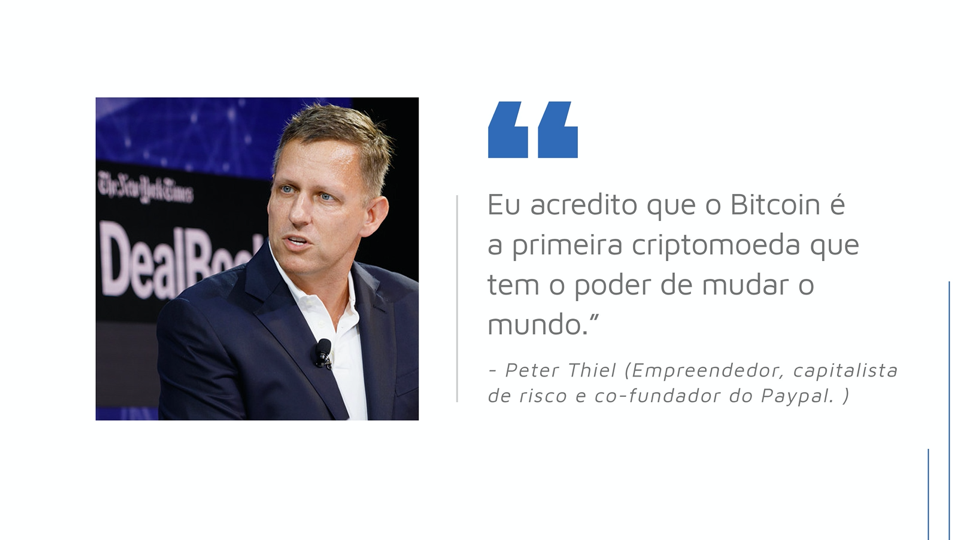 The New York Times
DealBook
Eu acredito que o Bitcoin é
a primeira criptomoeda que
tem o poder de mudar o
mundo.”
- Peter Thiel (Empreendedor, capitalista
de risco e co-fundador do Paypal. )